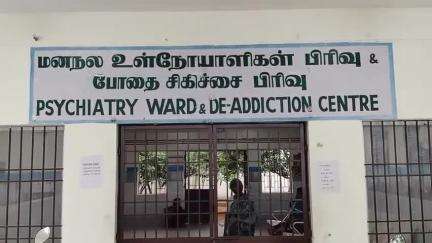 மனநல உள்நோயாளிகள் பிரிவு &
போதை சிகிச்சை பிரிவு
PSYCHIATRY WARD & DE-ADDICTION CENTRE